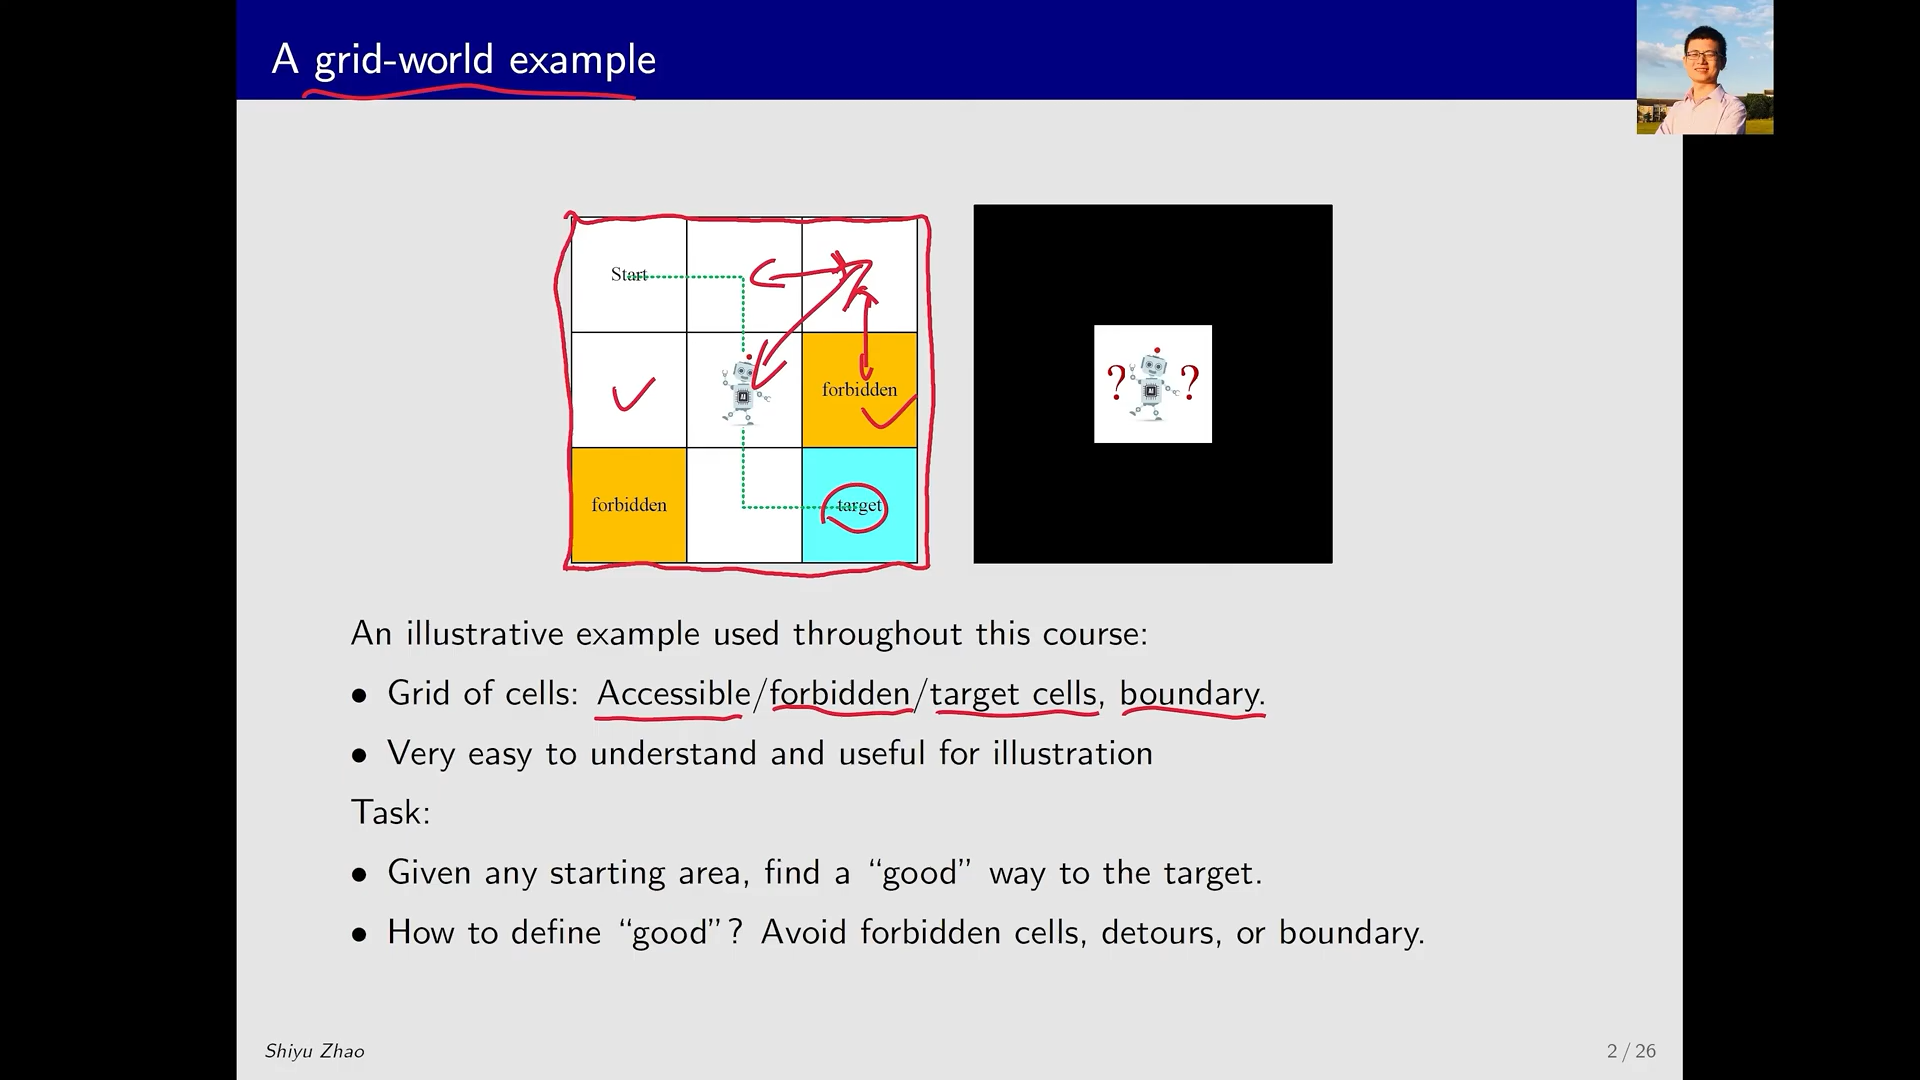 A grid-world example
Start
forbidden
forbidden
target
? ?
An illustrative example used throughout this course:
• Grid of cells: Accessible/forbidden/target cells, boundary.
• Very easy to understand and useful for illustration
Task:
• Given any starting area, find a “good” way to the target.
• How to define “good”? Avoid forbidden cells, detours, or boundary.
Shiyu Zhao
2 / 26